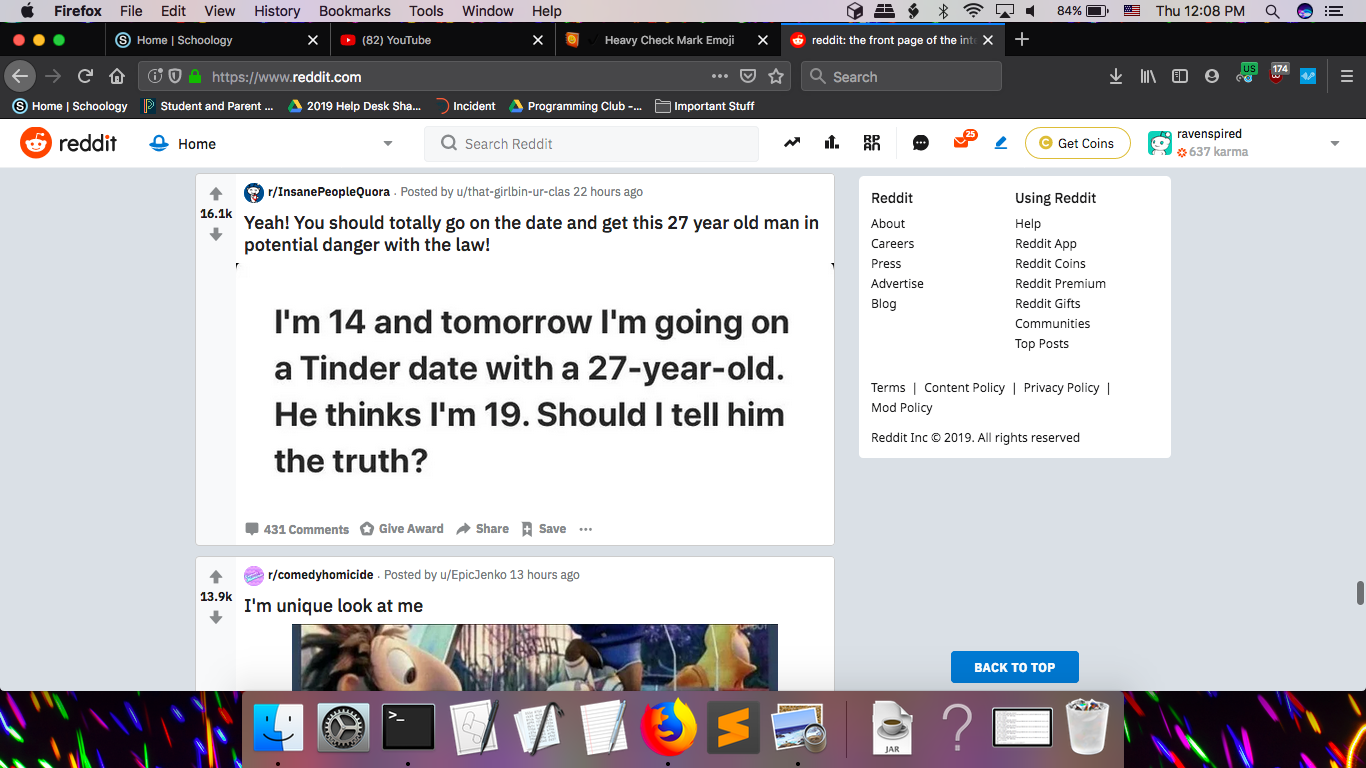 Firefox File Edit View History Bookmarks Tools Window Help 84% Thu 12:08 PM
Home | Schoology (82) YouTube Heavy Check Mark Emoji reddit: the front page of the inte
https://www.reddit.com Search US 174
Home | Schoology Student and Parent ... 2019 Help Desk Sha... Incident Programming Club -... Important Stuff
reddit Home Search Reddit 25 Get Coins ravenspired
637 karma
r/InsanePeopleQuora · Posted by u/that-girlbin-ur-clas 22 hours ago
16.1k
Yeah! You should totally go on the date and get this 27 year old man in
potential danger with the law!
I'm 14 and tomorrow I'm going on
a Tinder date with a 27-year-old.
He thinks I'm 19. Should I tell him
the truth?
431 Comments Give Award Share Save ...
r/comedyhomicide · Posted by u/EpicJenko 13 hours ago
13.9k
I'm unique look at me
Reddit Using Reddit
About Help
Careers Reddit App
Press Reddit Coins
Advertise Reddit Premium
Blog Reddit Gifts
Communities
Top Posts
Terms | Content Policy | Privacy Policy |
Mod Policy
Reddit Inc © 2019. All rights reserved
BACK TO TOP
>_
JAR